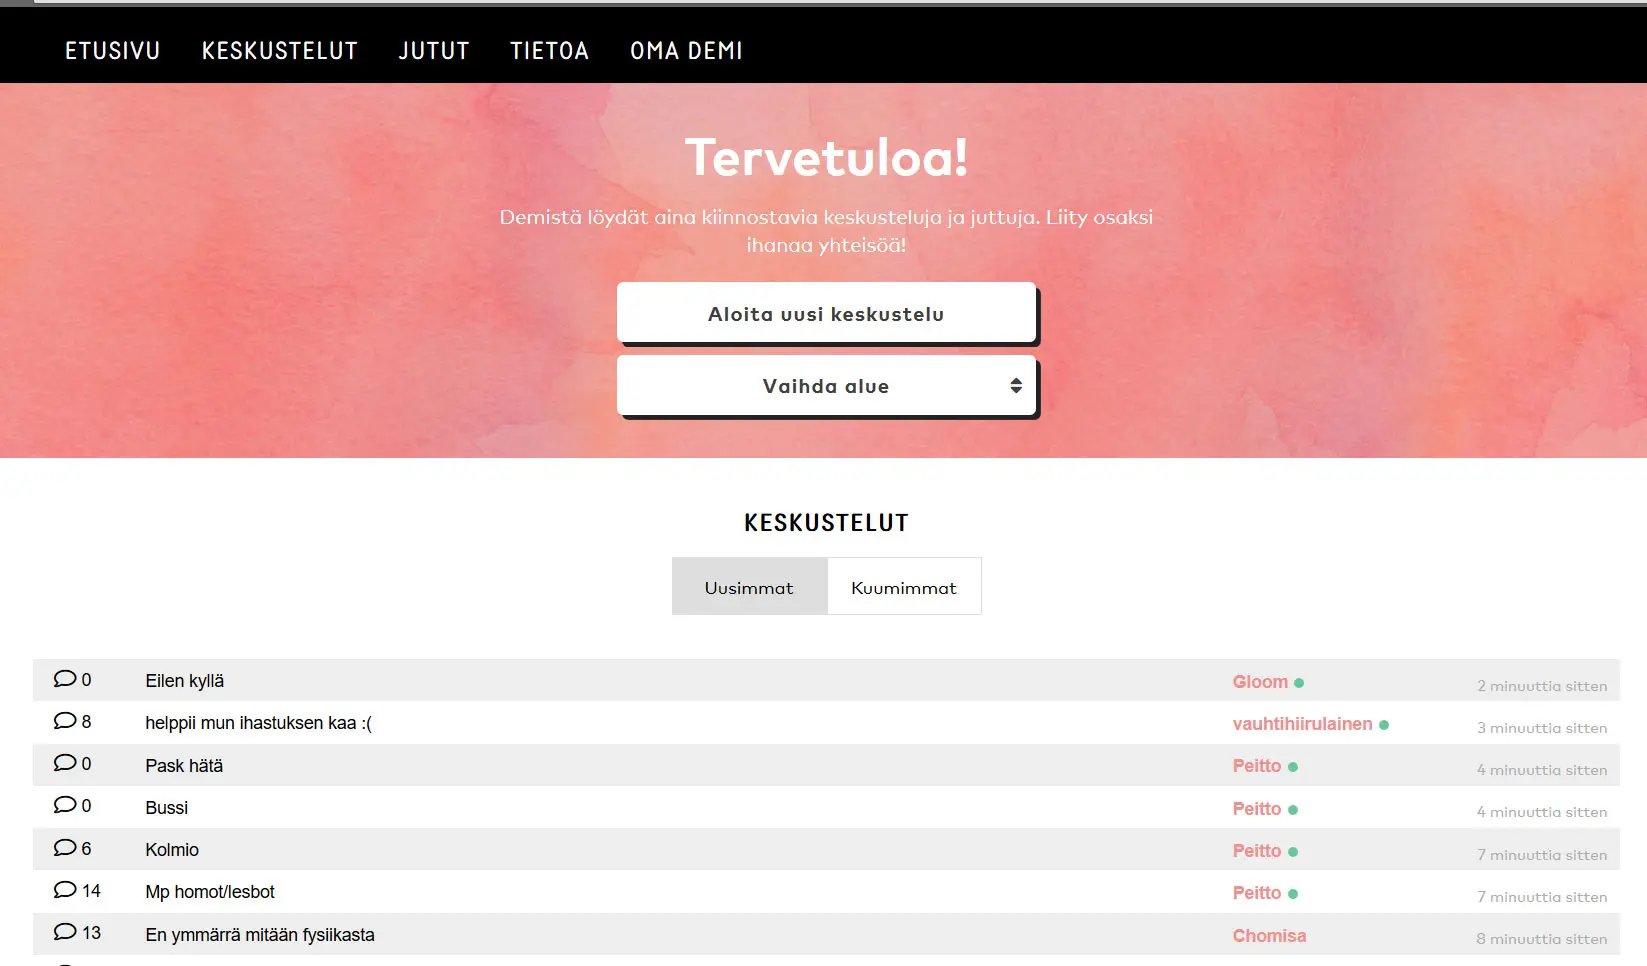 ETUSIVU KESKUSTELUT JUTUT TIETOA OMA DEMI
Tervetuloa!
Demistä löydät aina kiinnostavia keskusteluja ja juttuja. Liity osaksi
ihanaa yhteisöä!
Aloita uusi keskustelu
Vaihda alue
KESKUSTELUT
Uusimmat Kuumimmat
0 Eilen kyllä Gloom 2 minuuttia sitten
8 helppii mun ihastuksen kaa :( vauhtihiirulainen 3 minuuttia sitten
0 Pask hätä Peitto 4 minuuttia sitten
0 Bussi Peitto 4 minuuttia sitten
6 Kolmio Peitto 7 minuuttia sitten
14 Mp homot/lesbot Peitto 7 minuuttia sitten
13 En ymmärrä mitään fysiikasta Chomisa 8 minuuttia sitten